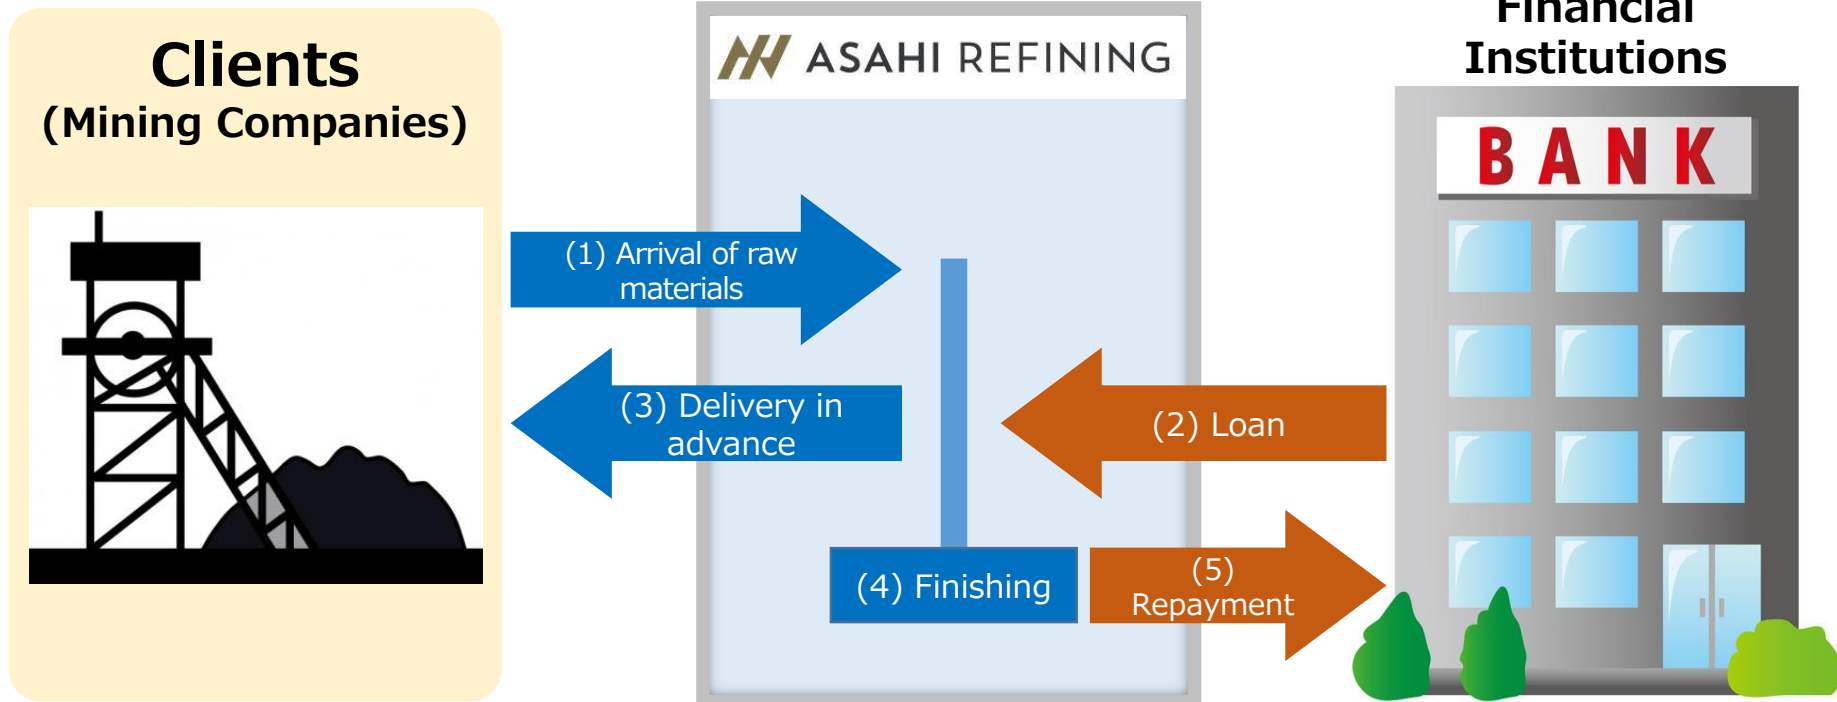 Clients
(Mining Companies)
ASAHI REFINING
Financial
Institutions
BANK
(1) Arrival of raw
materials
(3) Delivery in
advance
(2) Loan
(4) Finishing
(5)
Repayment